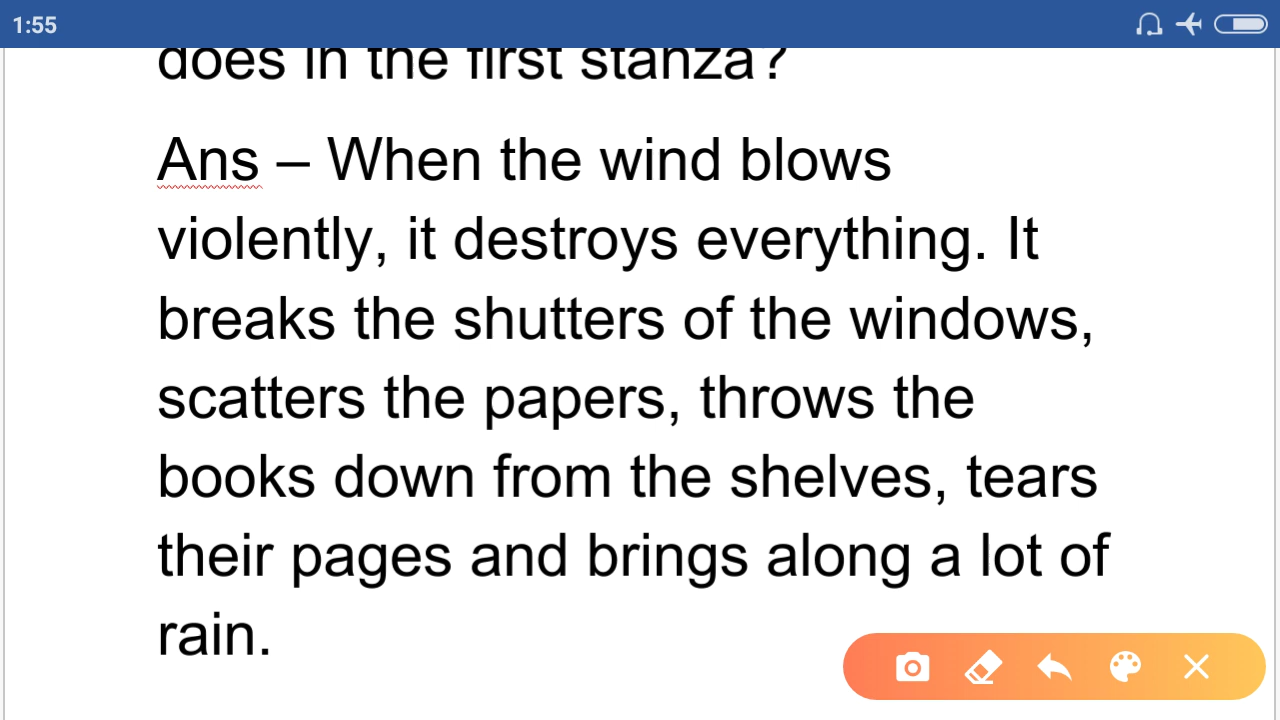 1:55
does in the first stanza?
Ans – When the wind blows
violently, it destroys everything. It
breaks the shutters of the windows,
scatters the papers, throws the
books down from the shelves, tears
their pages and brings along a lot of
rain.